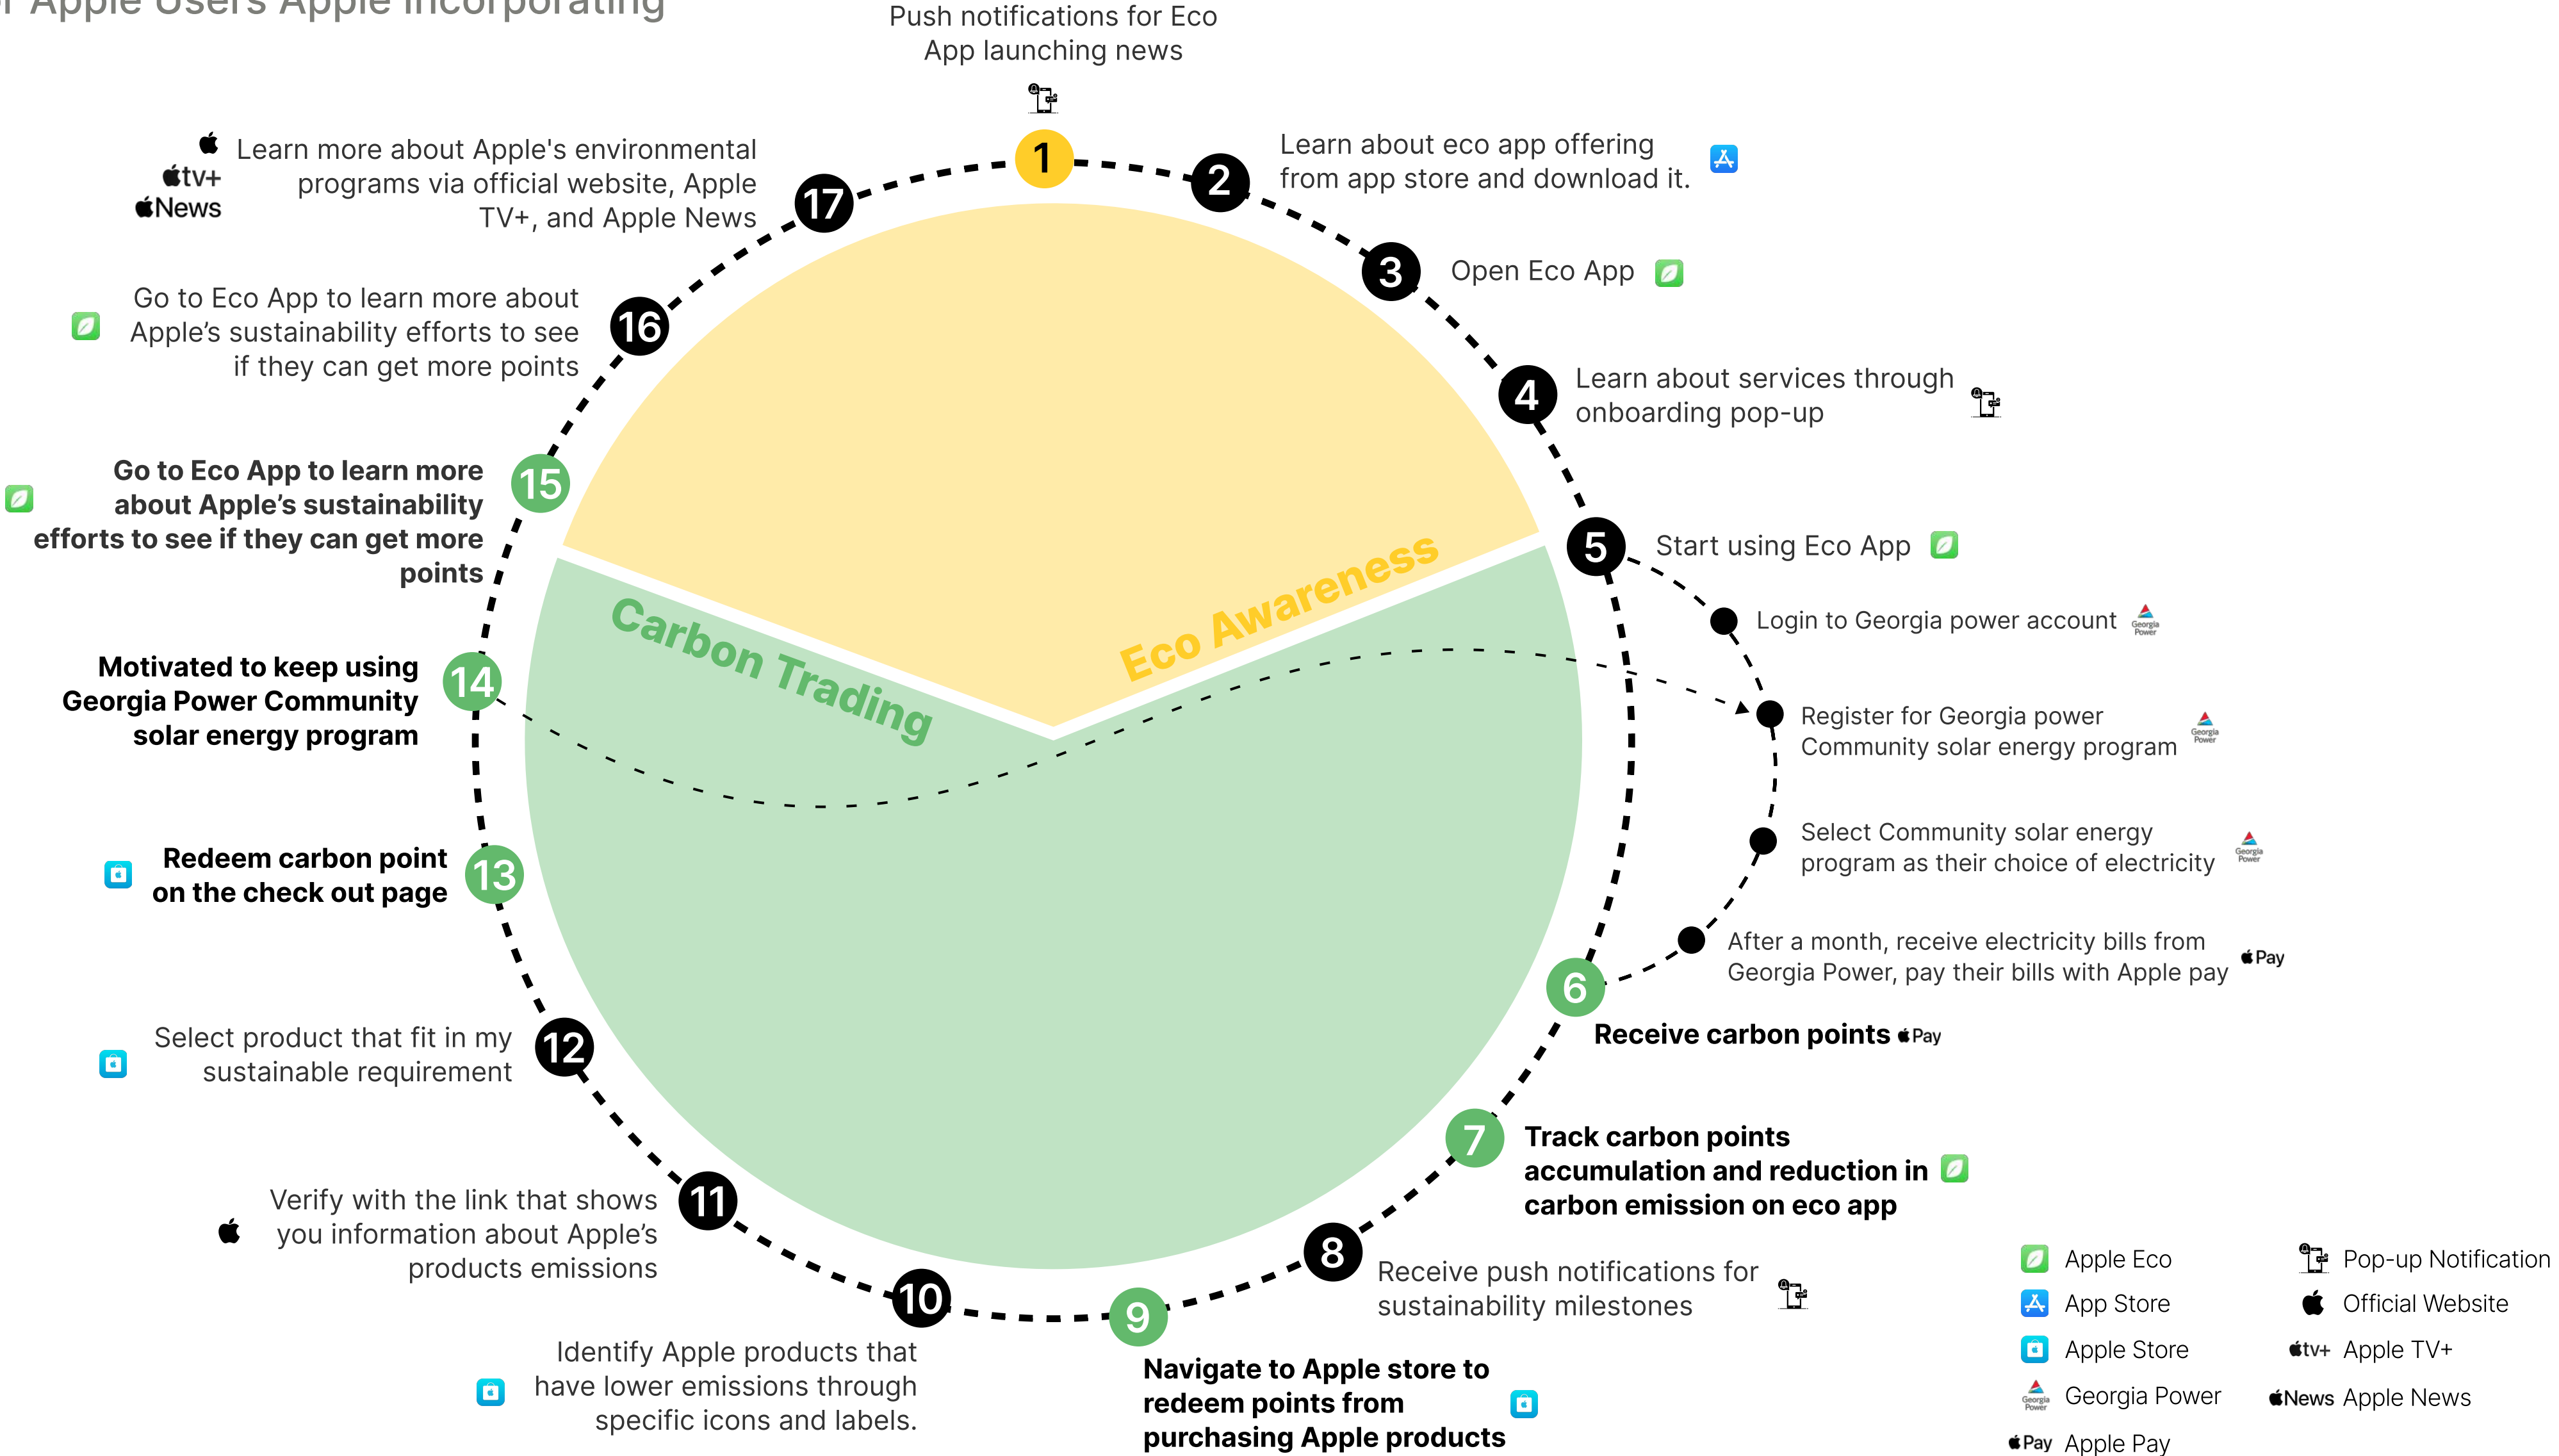 Apple Users Apple incorporating
Push notifications for Eco
App launching news
1
2
Learn about eco app offering
from app store and download it.
3
Open Eco App
4
Learn about services through
onboarding pop-up
5
Start using Eco App
Login to Georgia power account
Georgia
Power
Register for Georgia power
Community solar energy program
Georgia
Power
Select Community solar energy
program as their choice of electricity
Georgia
Power
After a month, receive electricity bills from
Georgia Power, pay their bills with Apple pay
Pay
6
Receive carbon points
Pay
7
Track carbon points
accumulation and reduction in
carbon emission on eco app
8
Receive push notifications for
sustainability milestones
9
Navigate to Apple store to
redeem points from
purchasing Apple products
10
Identify Apple products that
have lower emissions through
specific icons and labels.
11
Verify with the link that shows
you information about Apple’s
products emissions
12
Select product that fit in my
sustainable requirement
13
Redeem carbon point
on the check out page
14
Motivated to keep using
Georgia Power Community
solar energy program
15
Go to Eco App to learn more
about Apple’s sustainability
efforts to see if they can get more
points
16
Go to Eco App to learn more about
Apple’s sustainability efforts to see
if they can get more points
17
Learn more about Apple's environmental
programs via official website, Apple
TV+, and Apple News
tv+
News
Eco Awareness
Carbon Trading
Apple Eco
App Store
Apple Store
Georgia
Power
Georgia Power
Pay
Apple Pay
Pop-up Notification
Official Website
tv+
Apple TV+
News
Apple News